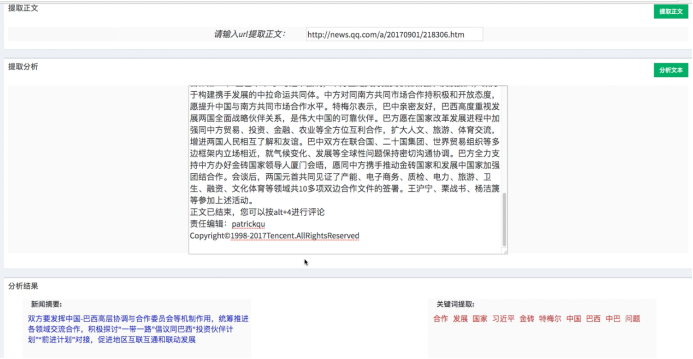 提取正文
提取正文
请输入url提取正文：
http://news.qq.com/a/20170901/218306.htm
提取分析
分析文本
于构建携手发展的中拉命运共同体。中方对同南方共同市场合作持积极和开放态度，
愿提升中国与南方共同市场合作水平。特梅尔表示，巴中亲密友好，巴西高度重视发
展两国全面战略伙伴关系，是伟大中国的可靠伙伴。巴方愿在国家改革发展进程中加
强同中方贸易、投资、金融、农业等全方位互利合作，扩大人文、旅游、体育交流，
增进两国人民相互了解和友谊。巴中双方在联合国、二十国集团、世界贸易组织等多
边框架内立场相近，就气候变化、发展等全球性问题保持密切沟通协调。巴方全力支
持中方办好金砖国家领导人厦门会晤，愿同中方携手推动金砖国家和发展中国家加强
团结合作。会谈后，两国元首共同见证了产能、电子商务、质检、电力、旅游、卫
生、融资、文化体育等领域共10多项双边合作文件的签署。王沪宁、栗战书、杨洁篪
等参加上述活动。
正文已结束，您可以按alt+4进行评论
责任编辑：patrickqu
Copyright©1998-2017Tencent.AllRightsReserved
分析结果
新闻摘要:
双方要发挥中国-巴西高层协调与合作委员会等机制作用，统筹推进
各领域交流合作，积极探讨"一带一路"倡议同巴西"投资伙伴计
划""前进计划"对接，促进地区互联互通和联动发展
关键词提取:
合作 发展 国家 习近平 金砖 特梅尔 中国 巴西 中巴 问题